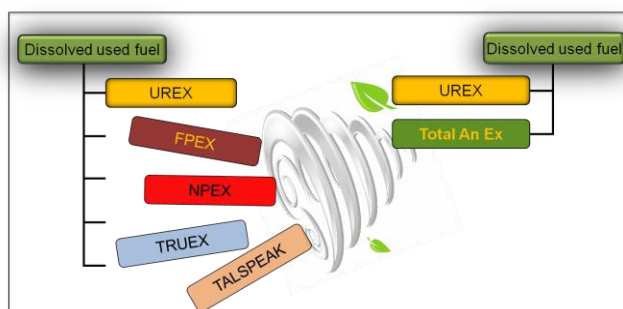 Dissolved used fuel
UREX
FPEX
NPEX
TRUEX
TALSPEAK
Dissolved used fuel
UREX
Total An Ex